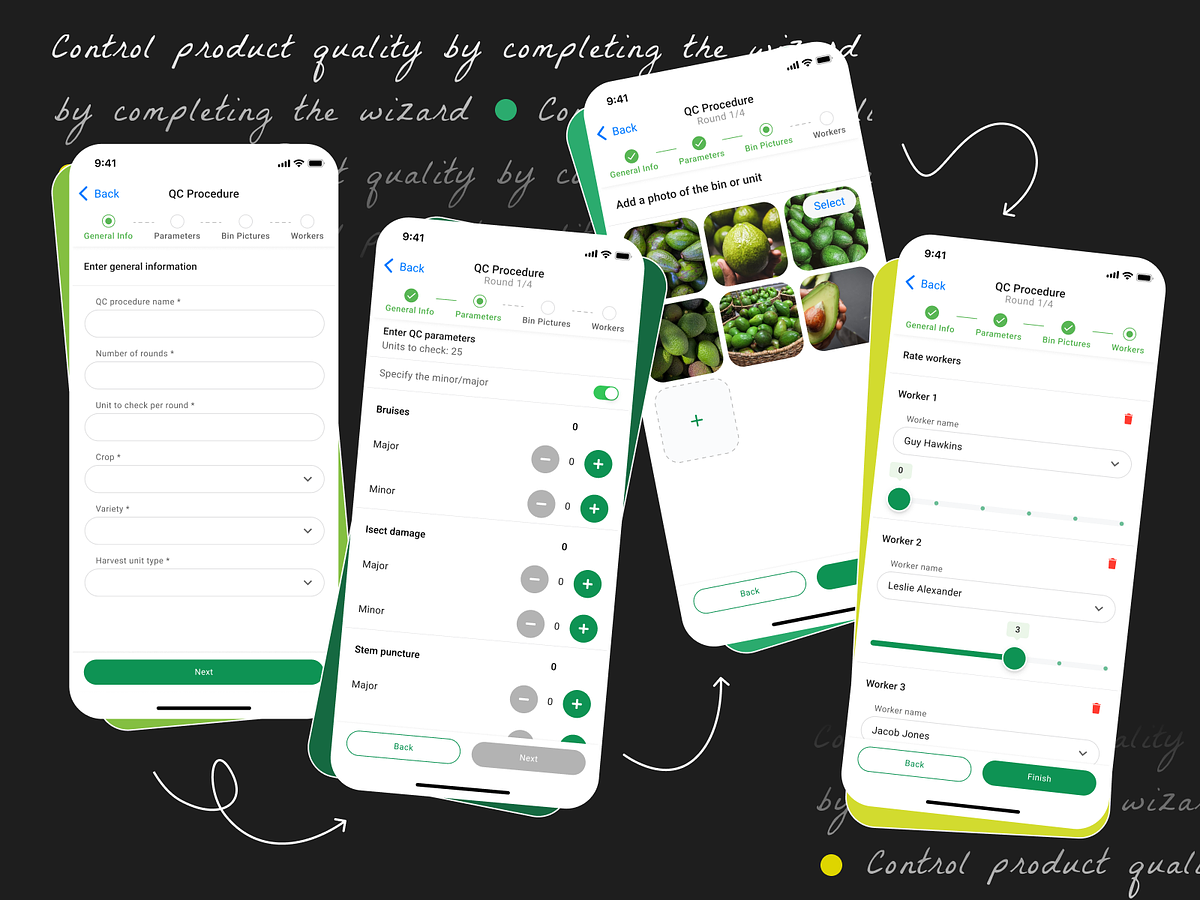 Control product quality by completing the wizard
by completing the wizard
quality by
9:41
Back
QC Procedure
General Info
Parameters
Bin Pictures
Workers
Enter general information
QC procedure name *
Number of rounds *
Unit to check per round *
Crop *
Variety *
Harvest unit type *
Next
9:41
Back
QC Procedure
Round 1/4
General Info
Parameters
Bin Pictures
Workers
Enter QC parameters
Units to check: 25
Specify the minor/major
Bruises
0
Major
0
Minor
0
Isect damage
0
Major
0
Minor
0
Stem puncture
0
Major
0
Back
Next
9:41
Back
QC Procedure
Round 1/4
General Info
Parameters
Bin Pictures
Workers
Add a photo of the bin or unit
Select
Back
9:41
Back
QC Procedure
Round 1/4
General Info
Parameters
Bin Pictures
Workers
Rate workers
Worker 1
Worker name
Guy Hawkins
0
Worker 2
Worker name
Leslie Alexander
3
Worker 3
Worker name
Jacob Jones
Back
Finish
by
Control product